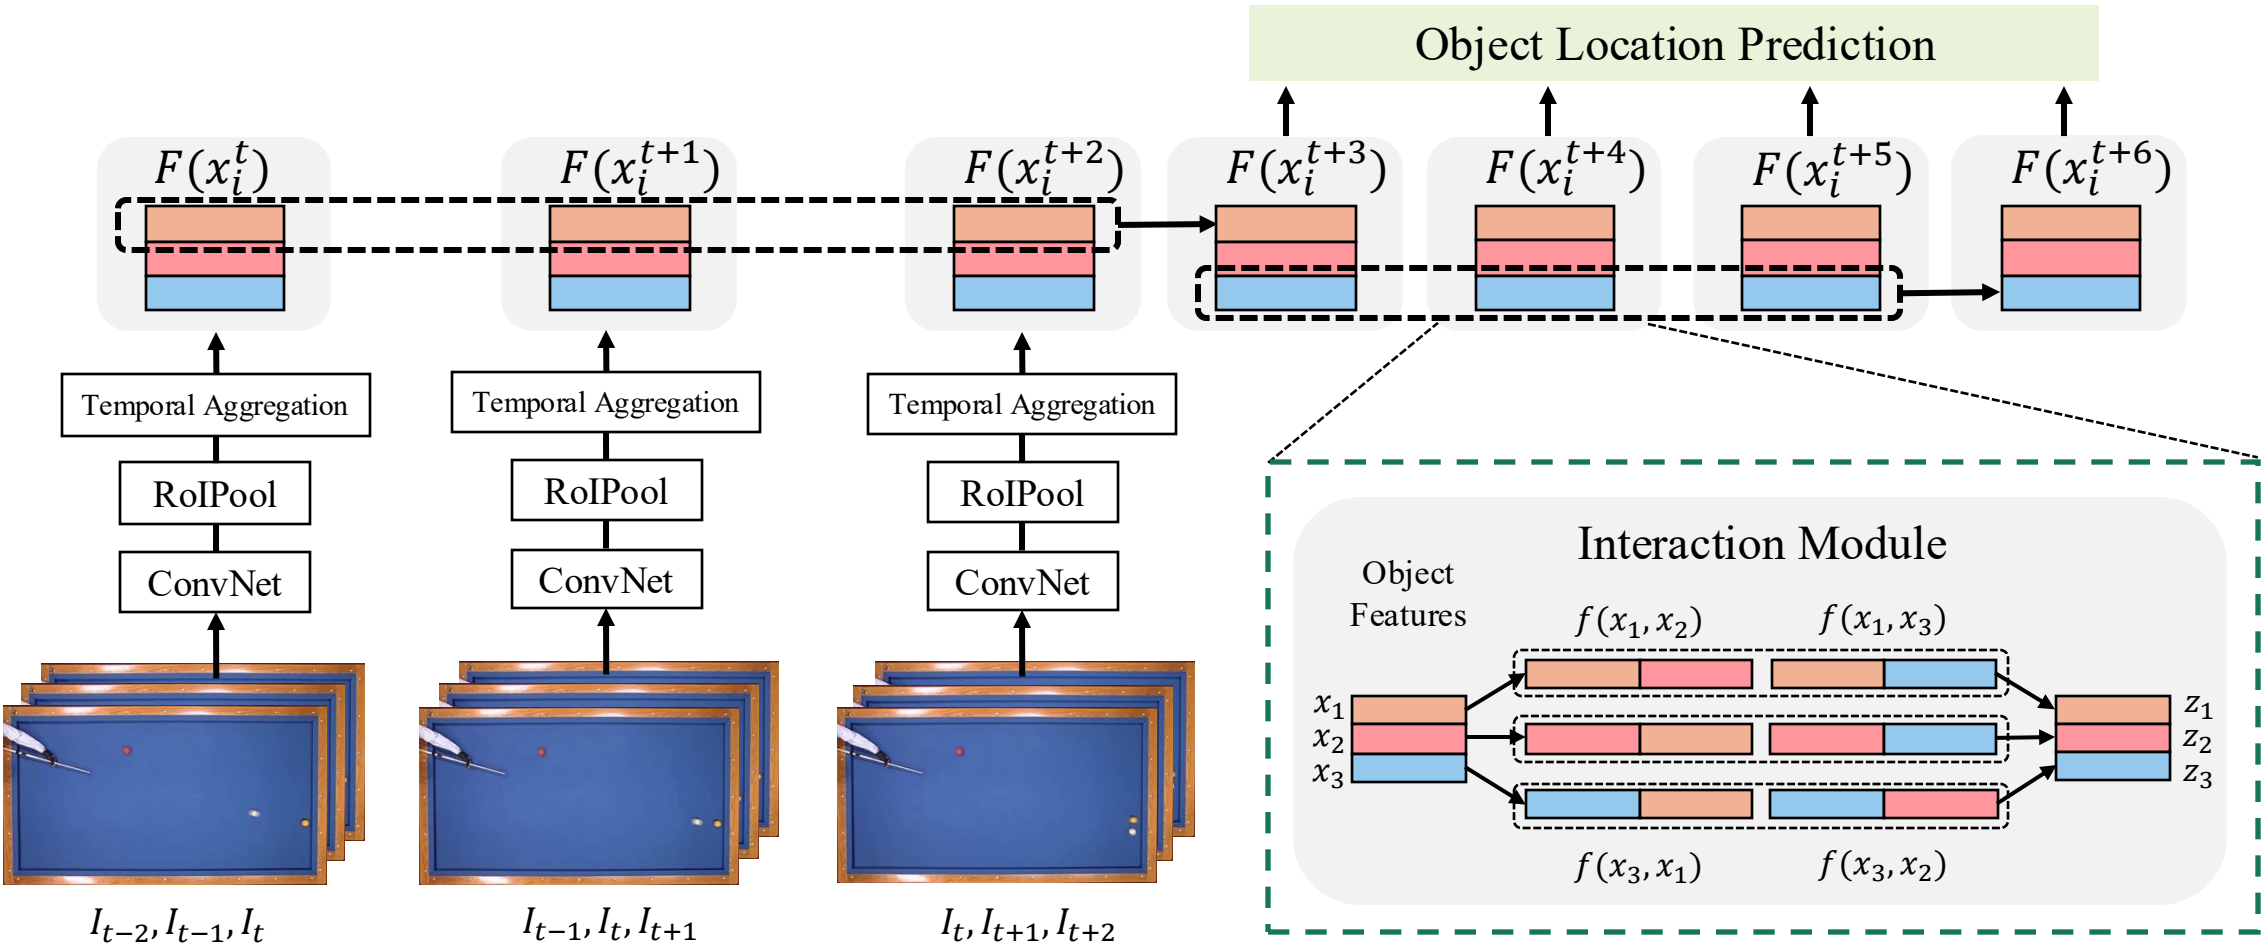 Object Location Prediction
F(x_i^t)
F(x_i^{t+1})
F(x_i^{t+2})
F(x_i^{t+3})
F(x_i^{t+4})
F(x_i^{t+5})
F(x_i^{t+6})
Temporal Aggregation
Temporal Aggregation
Temporal Aggregation
RoIPool
RoIPool
RoIPool
ConvNet
ConvNet
ConvNet
I_{t−2}, I_{t−1}, I_t
I_{t−1}, I_t, I_{t+1}
I_t, I_{t+1}, I_{t+2}
Interaction Module
Object
Features
f(x_1, x_2)
f(x_1, x_3)
x_1
x_2
x_3
z_1
z_2
z_3
f(x_3, x_1)
f(x_3, x_2)